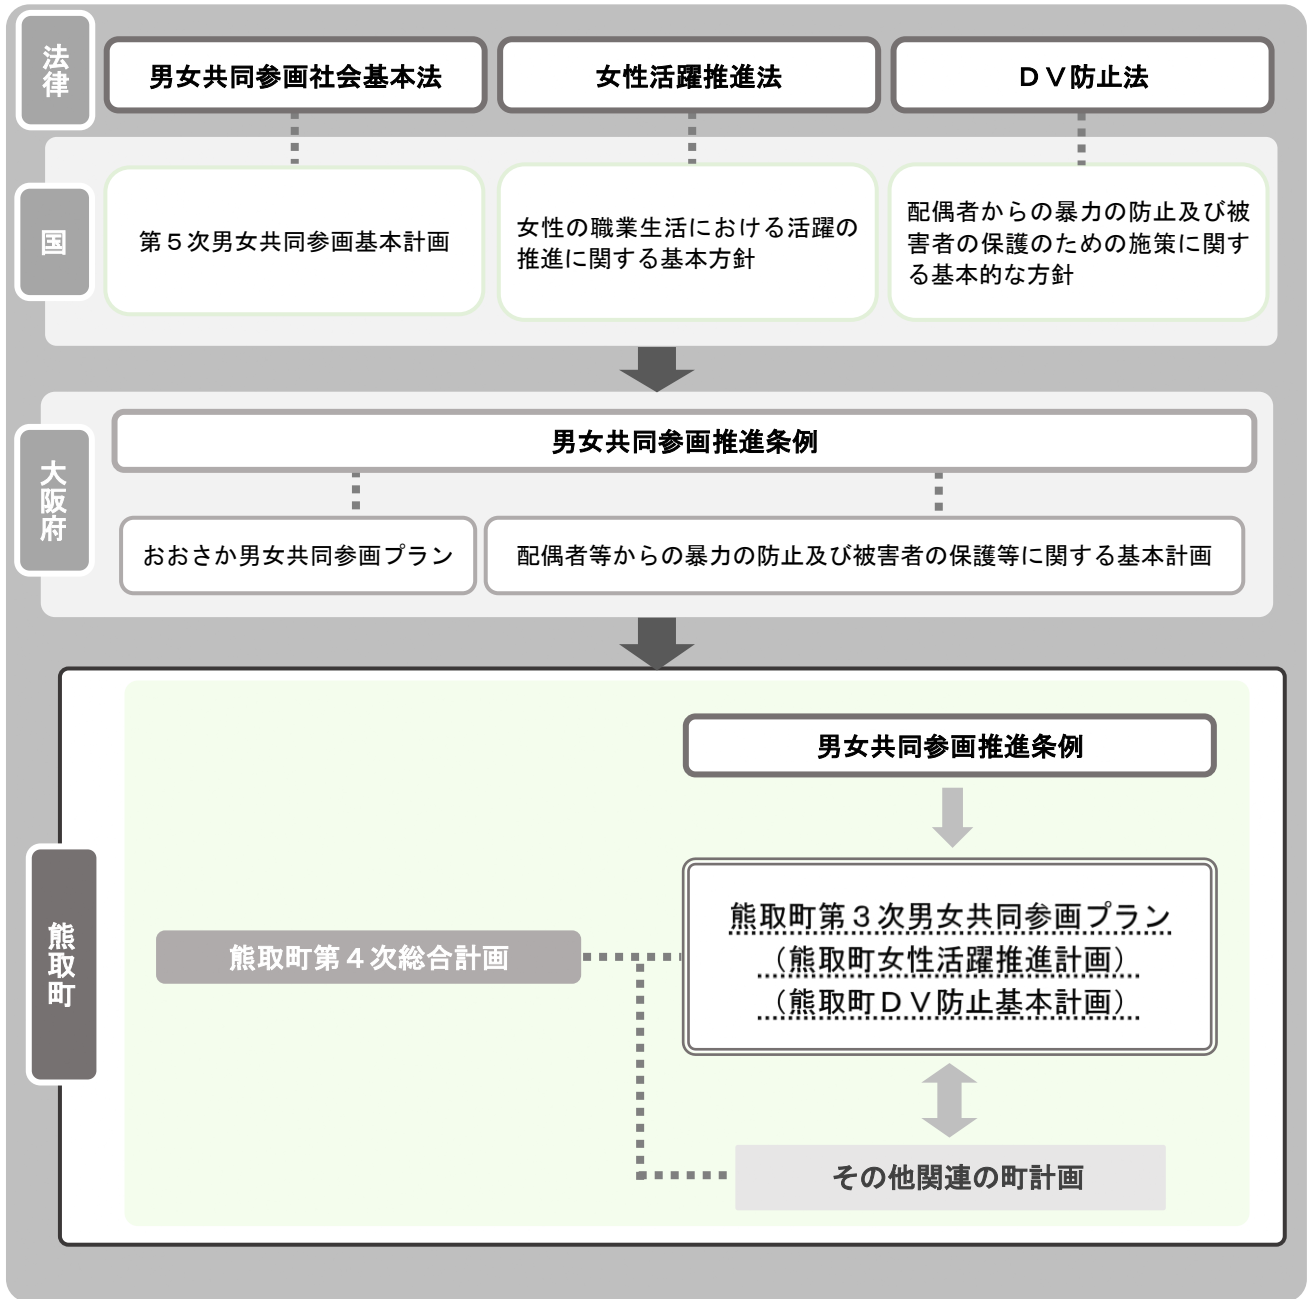 法律
男女共同参画社会基本法
女性活躍推進法
ＤＶ防止法
国
第５次男女共同参画基本計画
女性の職業生活における活躍の
推進に関する基本方針
配偶者からの暴力の防止及び被
害者の保護のための施策に関す
る基本的な方針
大阪府
男女共同参画推進条例
おおさか男女共同参画プラン
配偶者等からの暴力の防止及び被害者の保護等に関する基本計画
熊取町
男女共同参画推進条例
熊取町第４次総合計画
熊取町第３次男女共同参画プラン
（熊取町女性活躍推進計画）
（熊取町ＤＶ防止基本計画）
その他関連の町計画